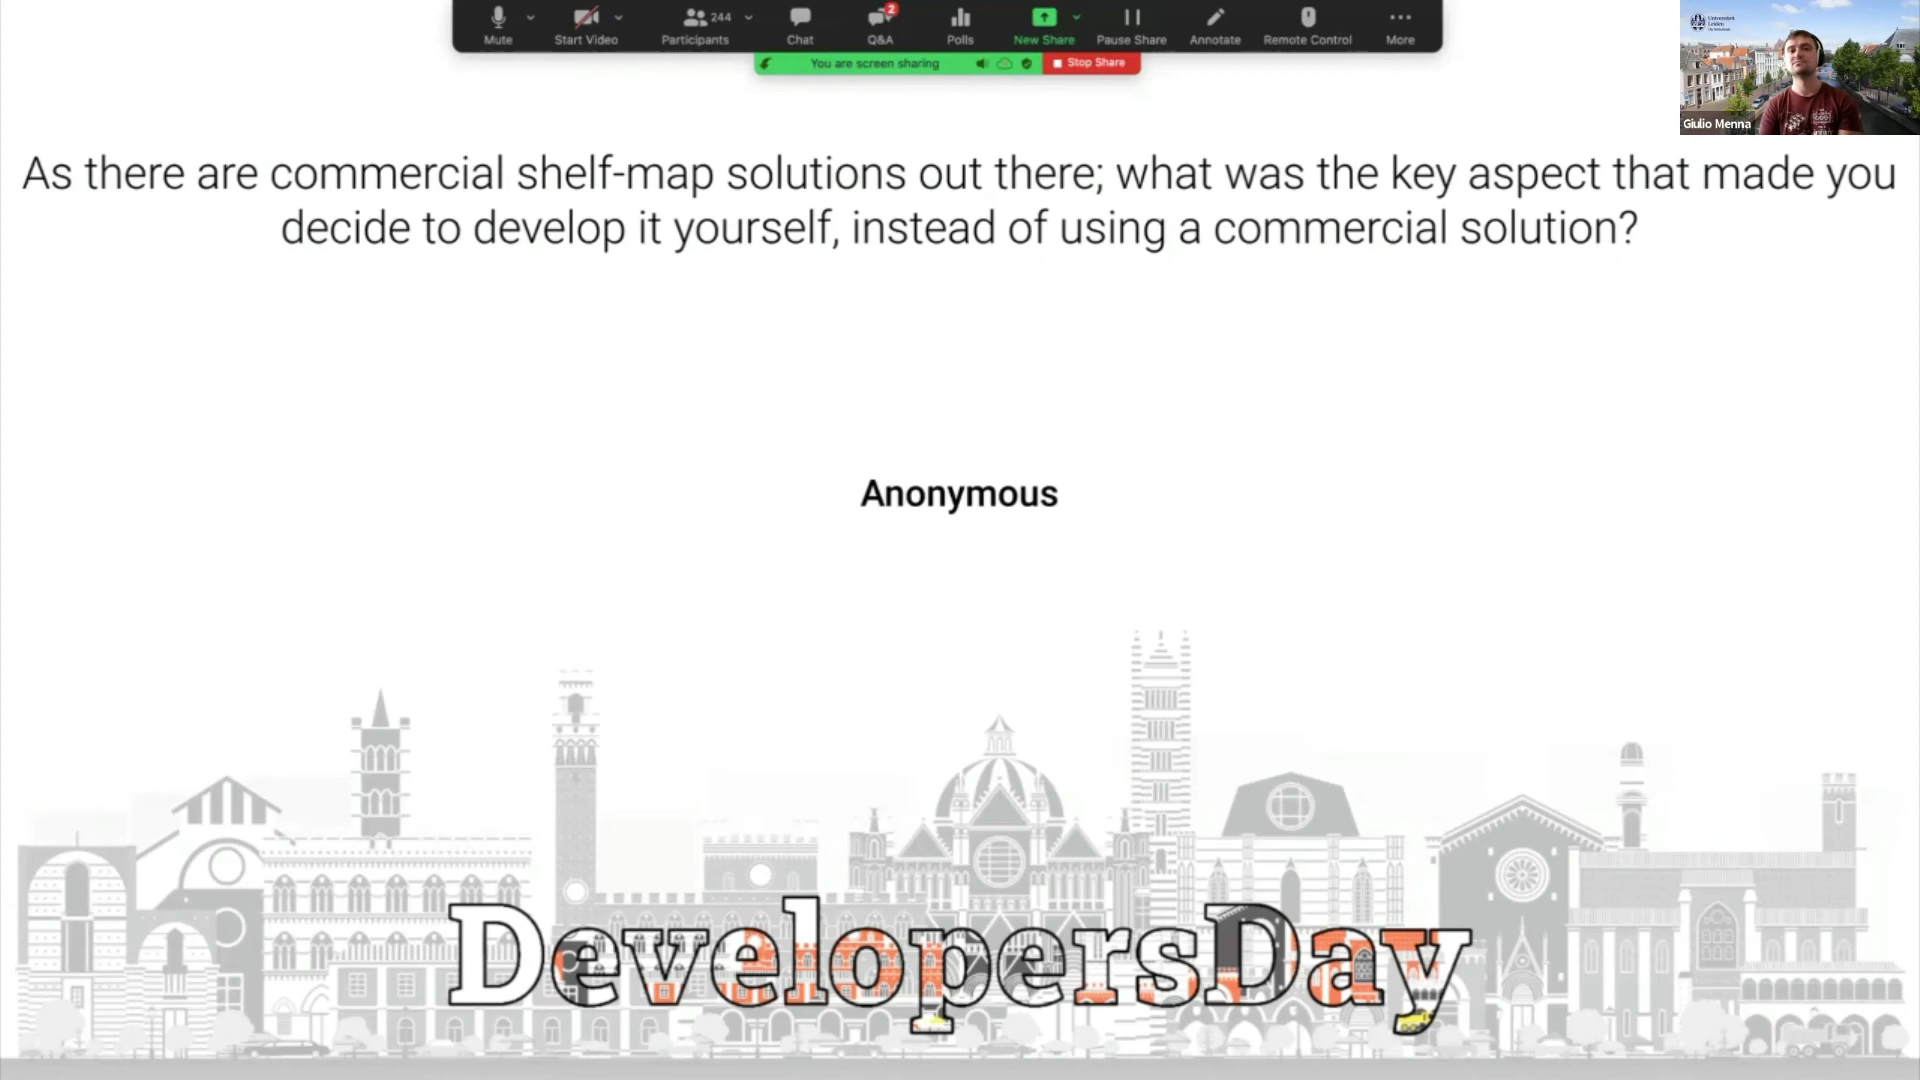 Mute
Start Video
244
Participants
Chat
2
Q&A
Polls
New Share
Pause Share
Annotate
Remote Control
More
You are screen sharing
Stop Share
Universiteit
Leiden
Giulio Menna
As there are commercial shelf-map solutions out there; what was the key aspect that made you
decide to develop it yourself, instead of using a commercial solution?
Anonymous
DevelopersDay